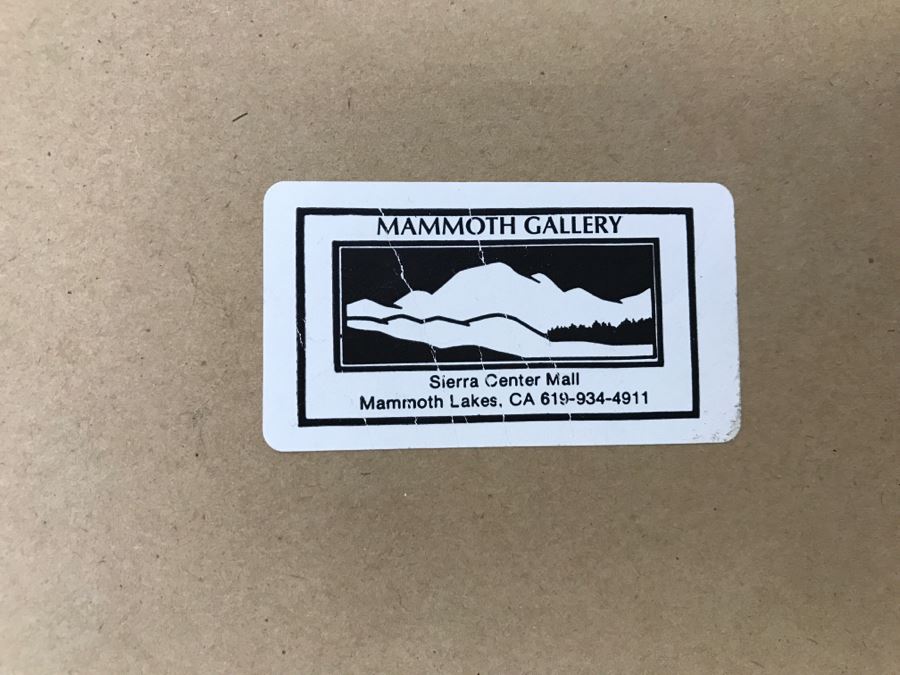 MAMMOTH GALLERY
Sierra Center Mall
Mammoth Lakes, CA 619-934-4911